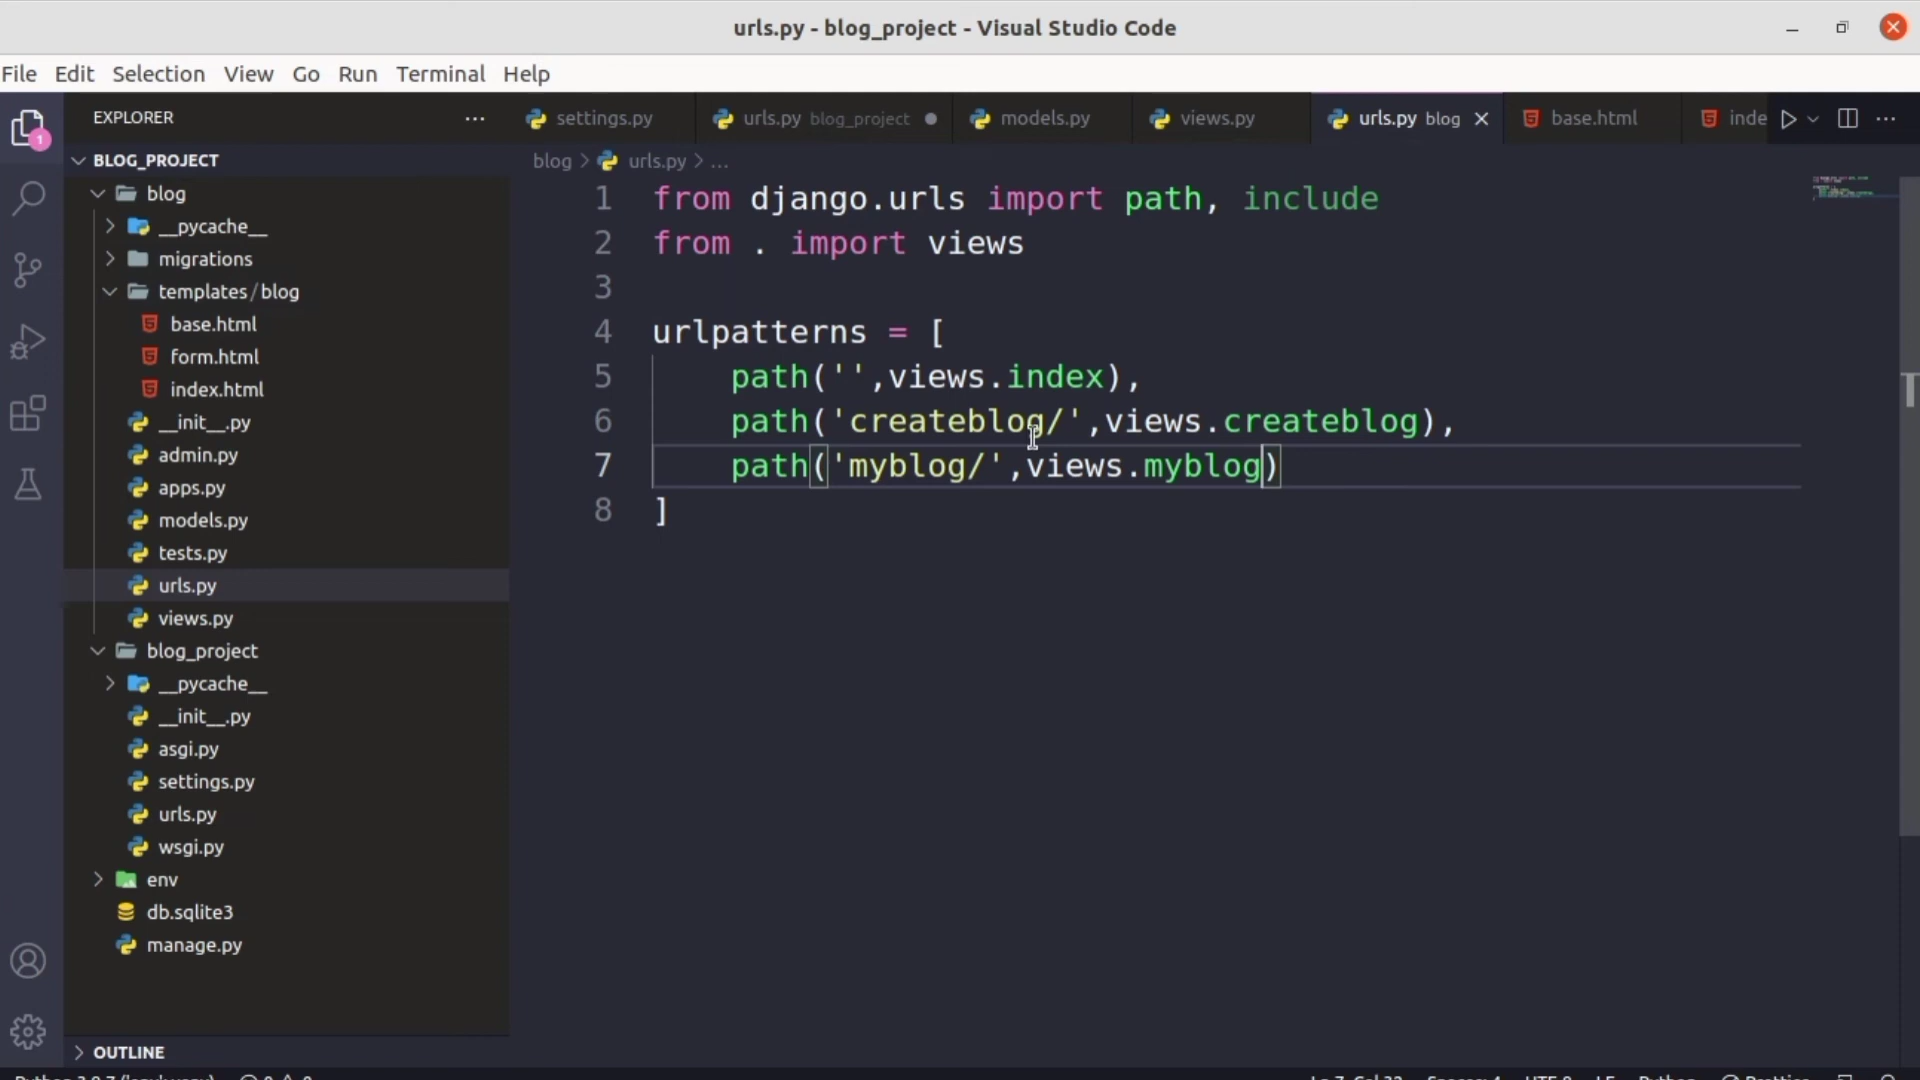 urls.py - blog_project - Visual Studio Code
File Edit Selection View Go Run Terminal Help
1
EXPLORER
settings.py urls.py blog_project models.py views.py urls.py blog base.html inde
BLOG_PROJECT
blog > urls.py > ...
blog
__pycache__
migrations
templates/blog
base.html
form.html
index.html
__init__.py
admin.py
apps.py
models.py
tests.py
urls.py
views.py
blog_project
__pycache__
__init__.py
asgi.py
settings.py
urls.py
wsgi.py
env
db.sqlite3
manage.py
OUTLINE
1 from django.urls import path, include
2 from . import views
3
4 urlpatterns = [
5 path('',views.index),
6 path('createblog/',views.createblog),
7 path('myblog/',views.myblog)
8 ]